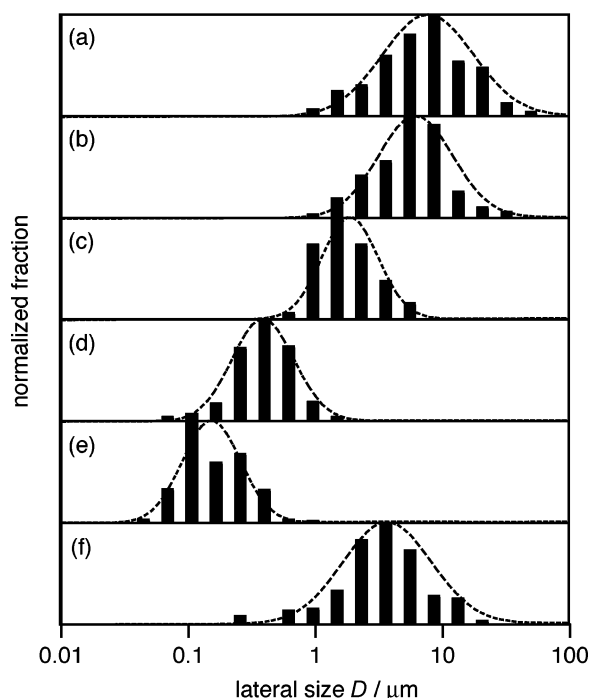 (a)
(b)
(c)
(d)
(e)
(f)
normalized fraction
0.01 0.1 1 10 100
lateral size D / μm